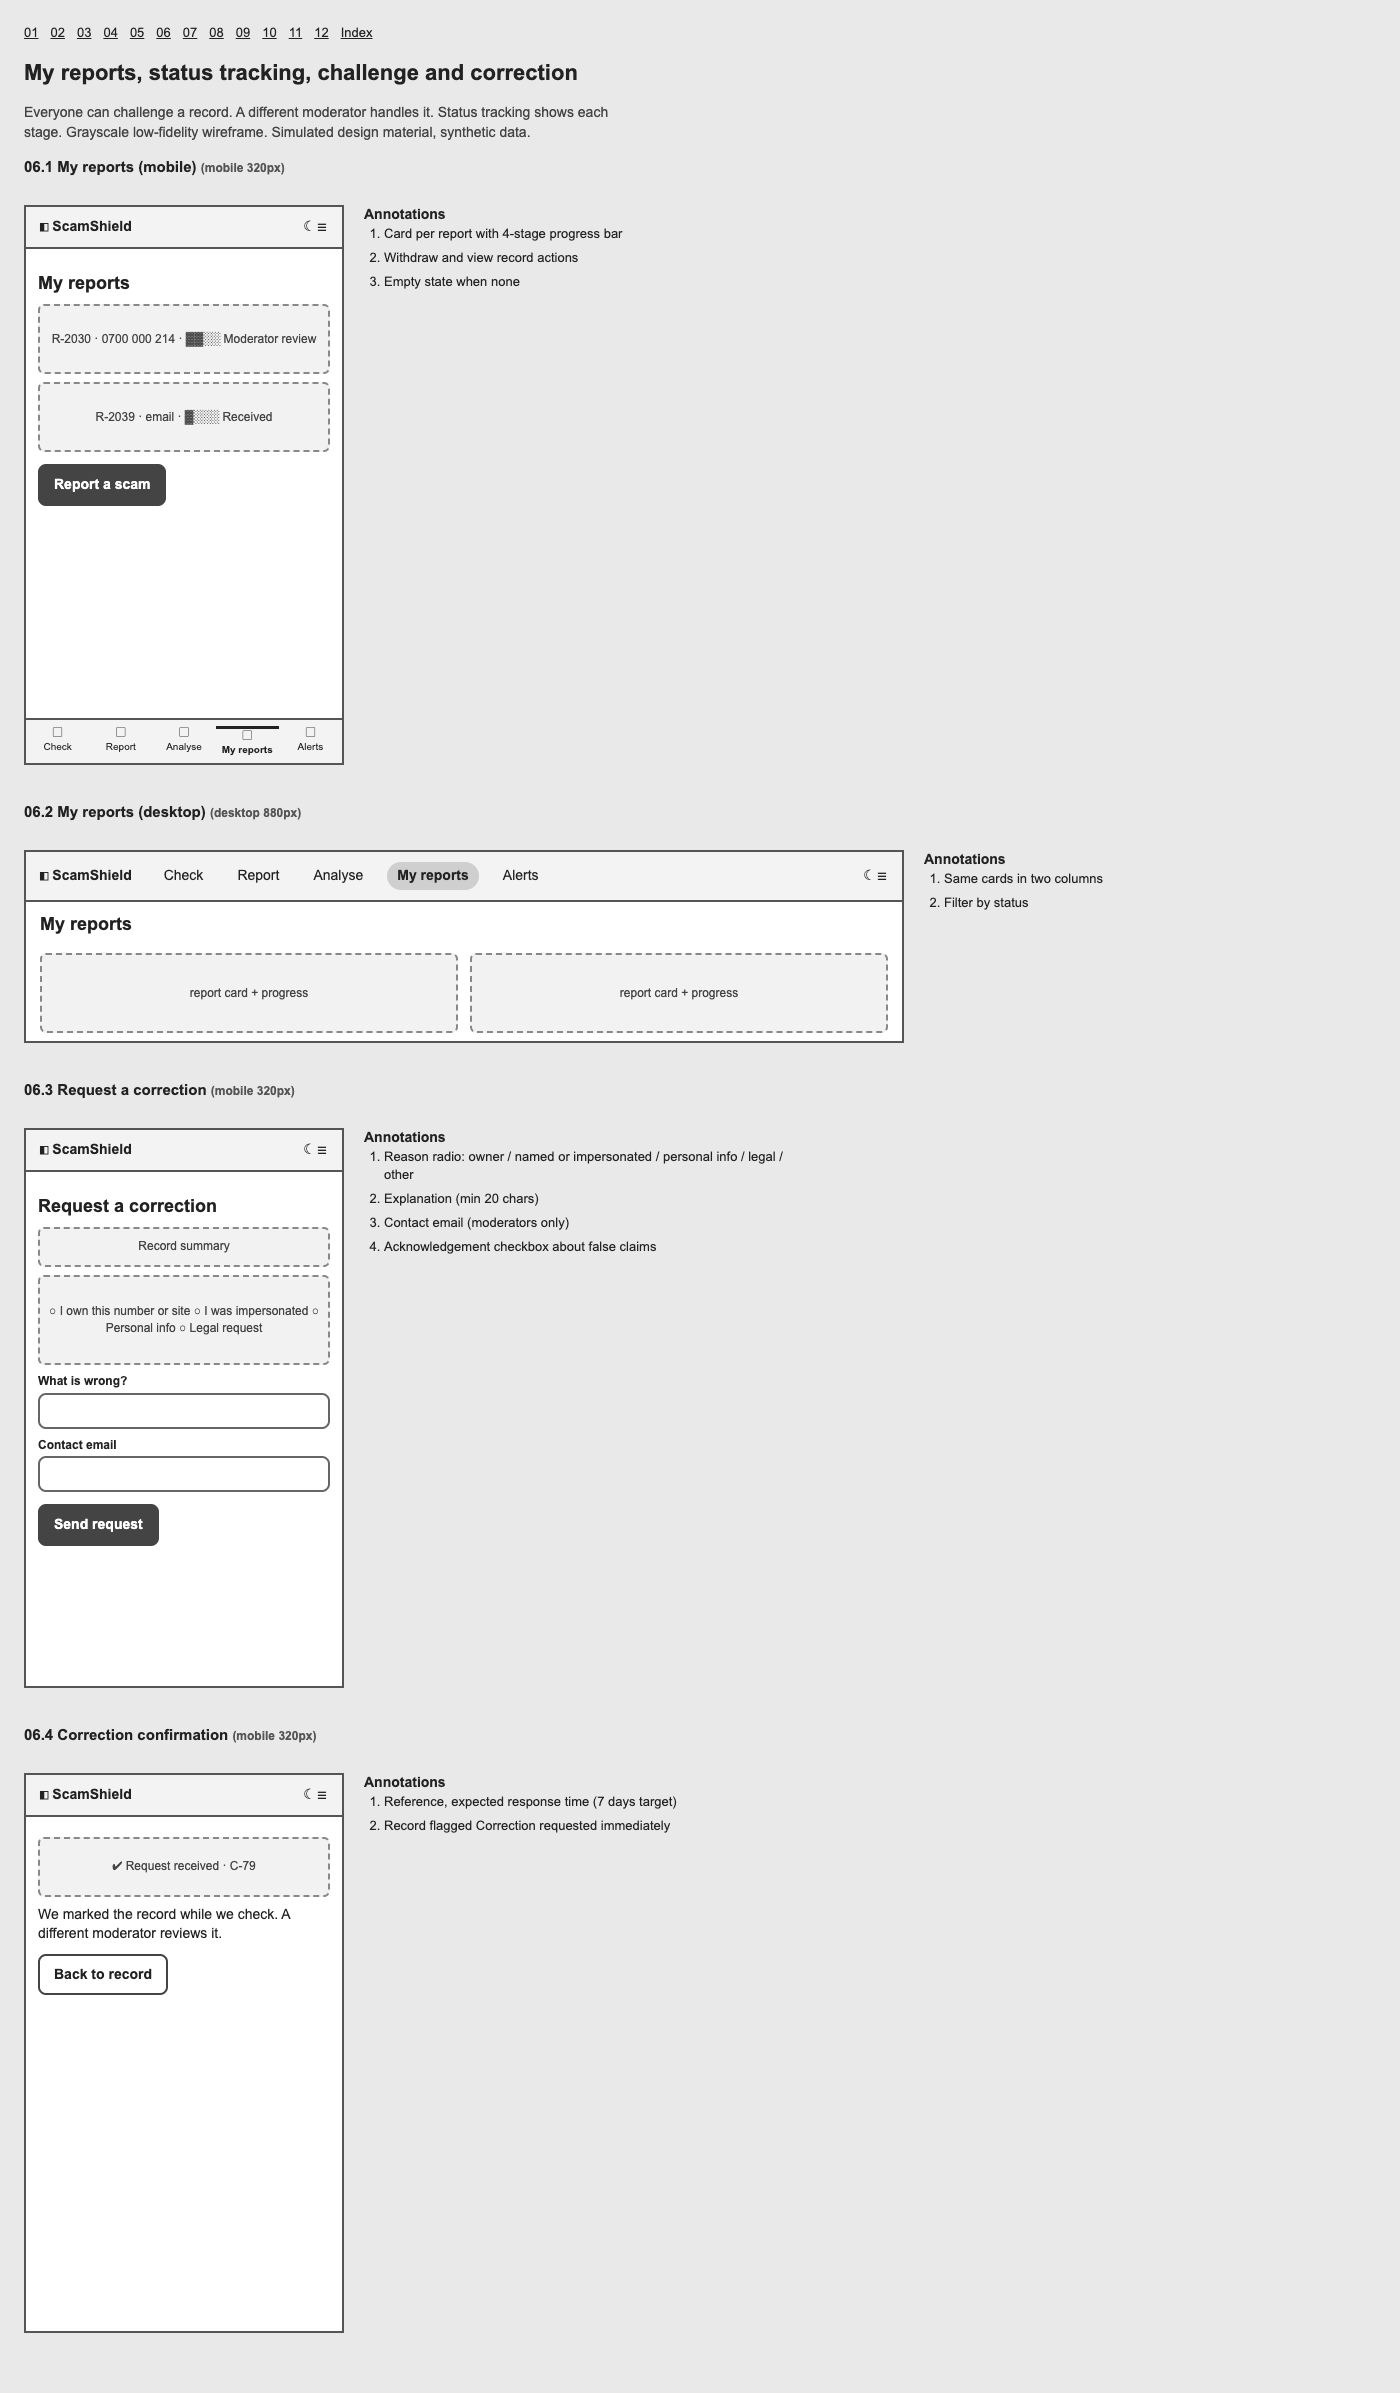 01 02 03 04 05 06 07 08 09 10 11 12 Index
My reports, status tracking, challenge and correction
Everyone can challenge a record. A different moderator handles it. Status tracking shows each
stage. Grayscale low-fidelity wireframe. Simulated design material, synthetic data.
06.1 My reports (mobile) (mobile 320px)
ScamShield
My reports
R-2030 · 0700 000 214 · ▓▓░░ Moderator review
R-2039 · email · ▓░░░ Received
Report a scam
Check Report Analyse My reports Alerts
Annotations
1. Card per report with 4-stage progress bar
2. Withdraw and view record actions
3. Empty state when none
06.2 My reports (desktop) (desktop 880px)
ScamShield Check Report Analyse My reports Alerts
My reports
report card + progress report card + progress
Annotations
1. Same cards in two columns
2. Filter by status
06.3 Request a correction (mobile 320px)
ScamShield
Request a correction
Record summary
○ I own this number or site ○ I was impersonated ○
Personal info ○ Legal request
What is wrong?
Contact email
Send request
Annotations
1. Reason radio: owner / named or impersonated / personal info / legal /
other
2. Explanation (min 20 chars)
3. Contact email (moderators only)
4. Acknowledgement checkbox about false claims
06.4 Correction confirmation (mobile 320px)
ScamShield
✔ Request received · C-79
We marked the record while we check. A
different moderator reviews it.
Back to record
Annotations
1. Reference, expected response time (7 days target)
2. Record flagged Correction requested immediately